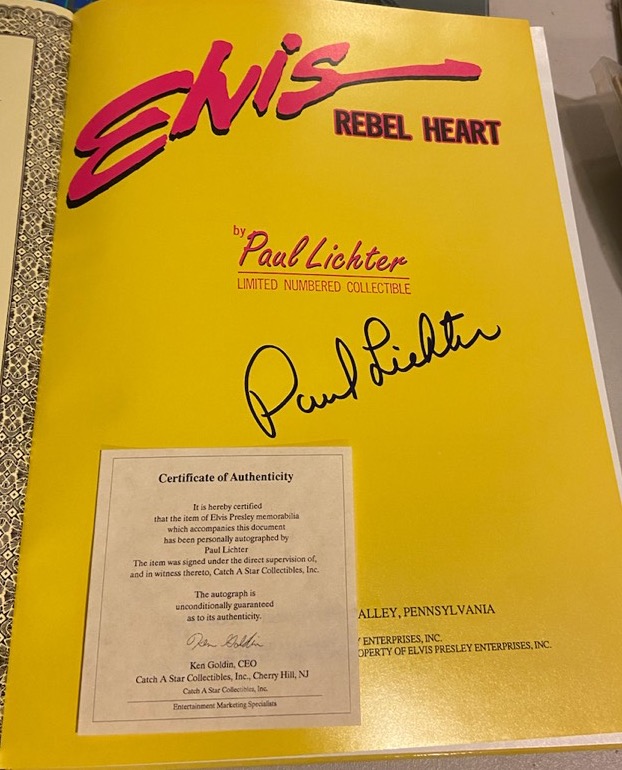 Elvis
REBEL HEART
by
Paul Lichter
LIMITED NUMBERED COLLECTIBLE
Paul Lichter
Certificate of Authenticity
It is hereby certified
that the item of Elvis Presley memorabilia
which accompanies this document
has been personally autographed by
Paul Lichter
The item was signed under the direct supervision of,
and in witness thereto, Catch A Star Collectibles, Inc.
The autograph is
unconditionally guaranteed
as to its authenticity.
Ken Goldin
Ken Goldin, CEO
Catch A Star Collectibles, Inc., Cherry Hill, NJ
Catch A Star Collectibles, Inc.
Entertainment Marketing Specialists
ALLEY, PENNSYLVANIA
ENTERPRISES, INC.
OPERTY OF ELVIS PRESLEY ENTERPRISES, INC.